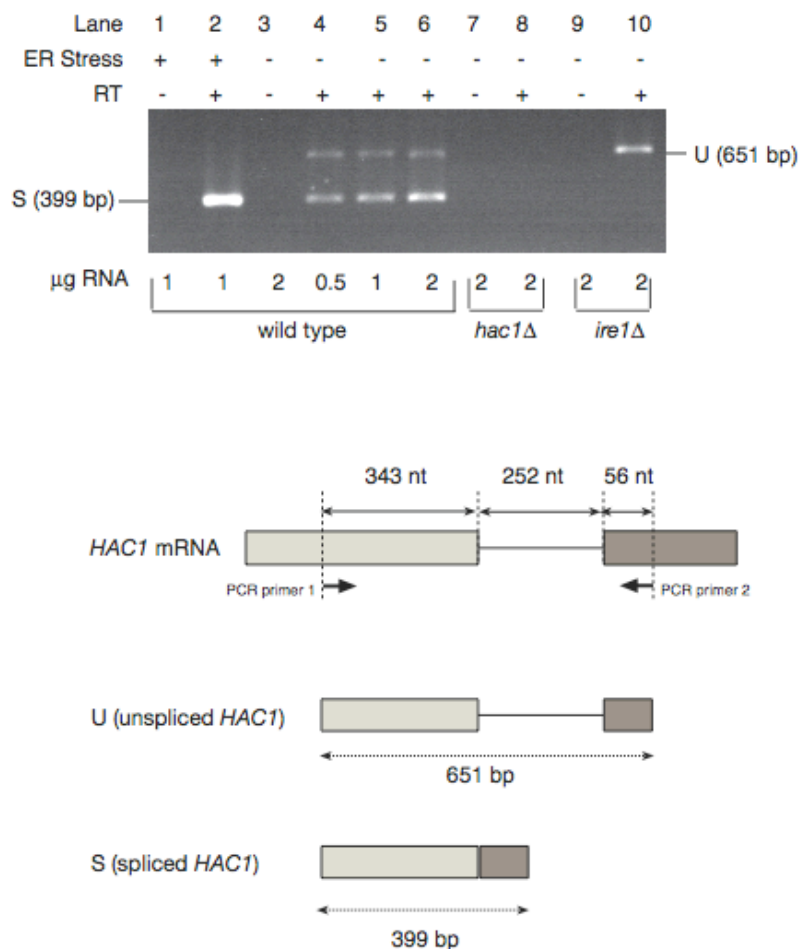 Lane 1 2 3 4 5 6 7 8 9 10
ER Stress + + - - - - - - - -
RT - + - + + + - + - +
U (651 bp)
S (399 bp)
μg RNA 1 1 2 0.5 1 2 2 2 2 2
wild type hac1Δ ire1Δ
343 nt 252 nt 56 nt
HAC1 mRNA
PCR primer 1 PCR primer 2
U (unspliced HAC1)
651 bp
S (spliced HAC1)
399 bp